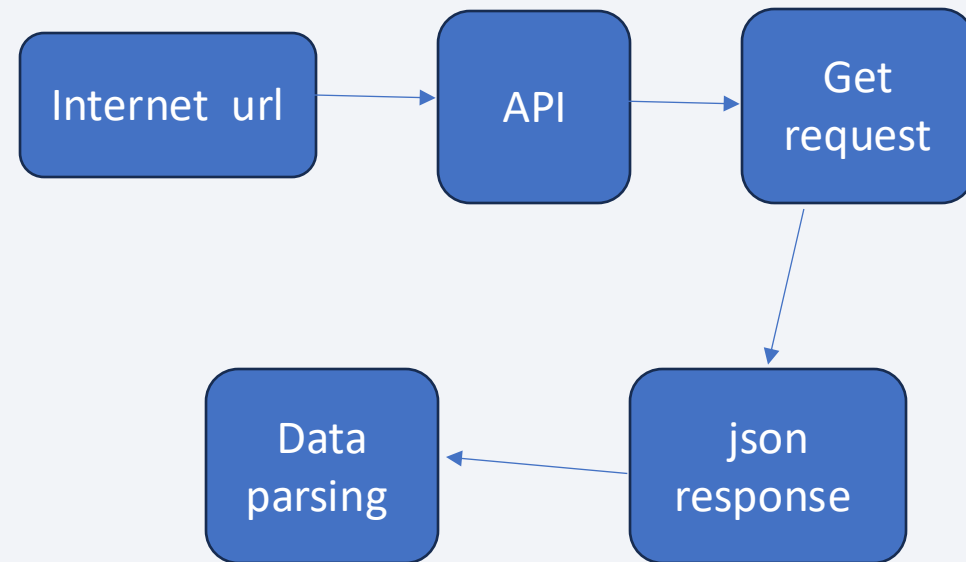 Internet url
API
Get
request
json
response
Data
parsing